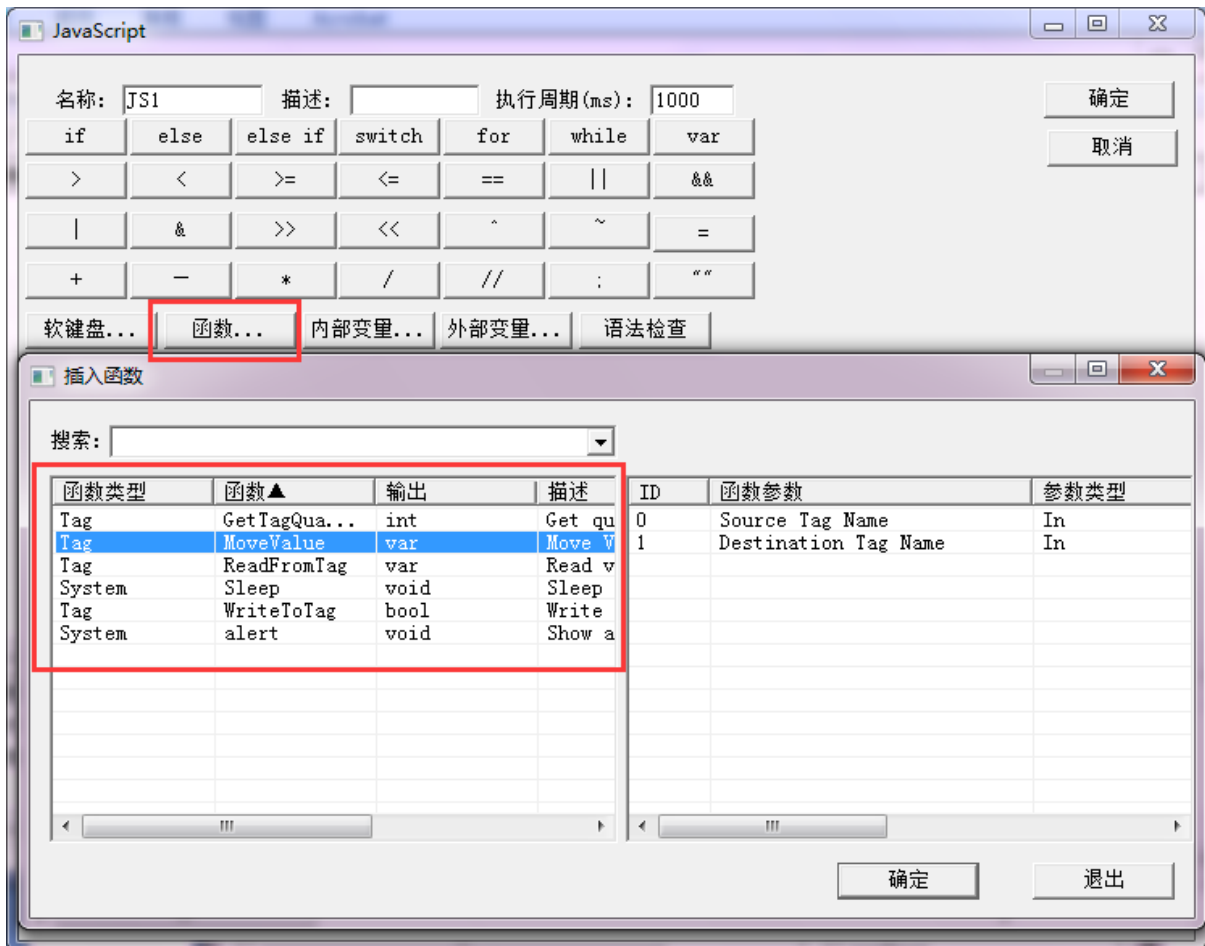 JavaScript
名称: JS1 描述: 执行周期(ms): 1000 确定
if else else if switch for while var
取消
> < >= <= == || &&
| & >> << ^ ~ =
+ — * / // ; ""
软键盘... 函数... 内部变量... 外部变量... 语法检查
插入函数
搜索:
函数类型 函数▲ 输出 描述 ID 函数参数 参数类型
Tag GetTagQua... int Get qu 0 Source Tag Name In
Tag MoveValue var Move V 1 Destination Tag Name In
Tag ReadFromTag var Read v
System Sleep void Sleep
Tag WriteToTag bool Write
System alert void Show a
确定 退出